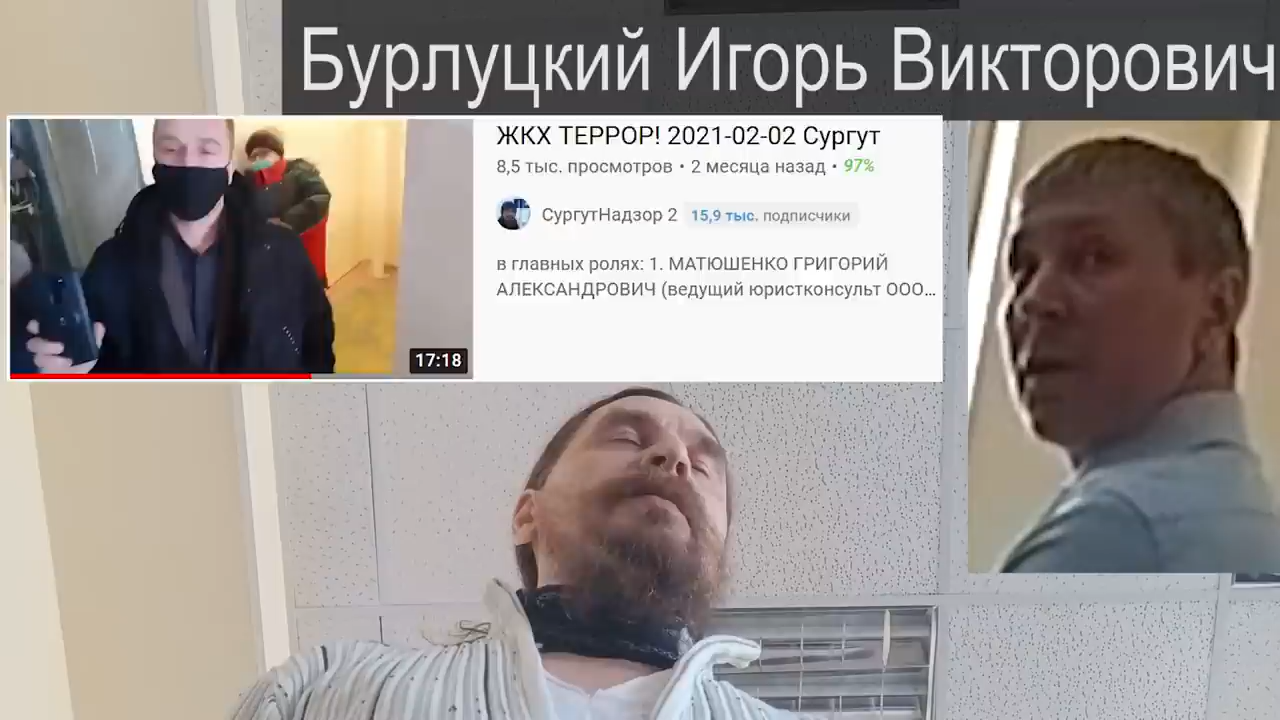 Бурлуцкий Игорь Викторович
ЖКХ ТЕРРОР! 2021-02-02 Сургут
8,5 тыс. просмотров • 2 месяца назад • 97%
СургутНадзор 2 15,9 тыс. подписчики
в главных ролях: 1. МАТЮШЕНКО ГРИГОРИЙ
АЛЕКСАНДРОВИЧ (ведущий юристконсульт ООО...
17:18